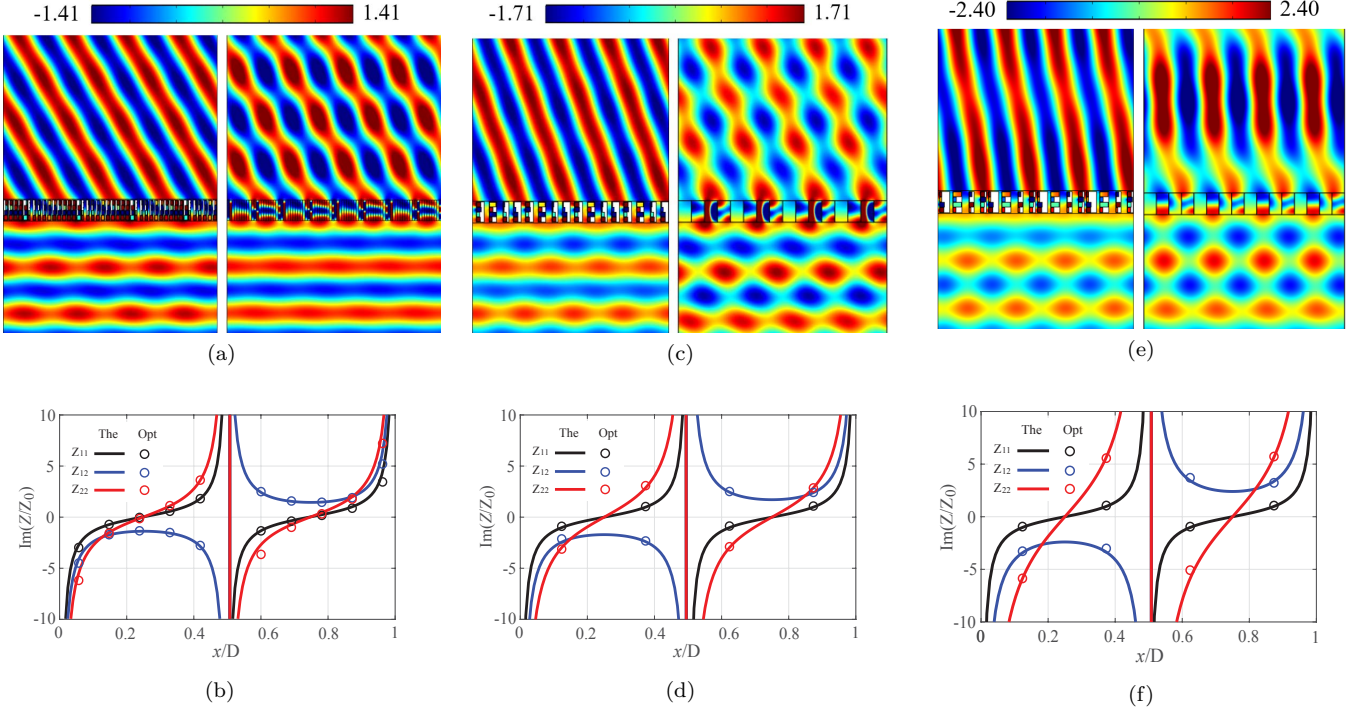 -1.41 1.41
-1.71 1.71
-2.40 2.40
(a)
(c)
(e)
10
5
0
-5
-10
Im(Z/Z0)
The Opt
Z11
Z12
Z22
0 0.2 0.4 0.6 0.8 1
x/D
(b)
10
5
0
-5
-10
Im(Z/Z0)
The Opt
Z11
Z12
Z22
0 0.2 0.4 0.6 0.8 1
x/D
(d)
10
5
0
-5
-10
Im(Z/Z0)
The Opt
Z11
Z12
Z22
0 0.2 0.4 0.6 0.8 1
x/D
(f)